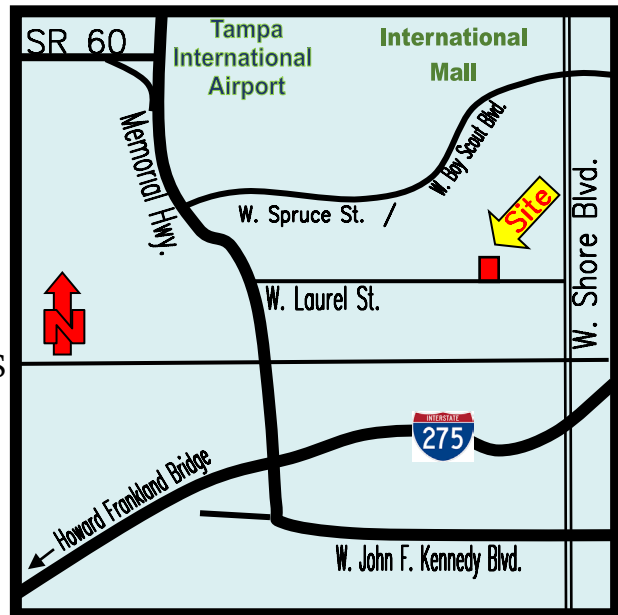 SR 60
Tampa
International
Airport
International
Mall
Memorial Hwy.
W. Boy Scout Blvd.
W. Spruce St. /
Site
W. Shore Blvd.
W. Laurel St.
N
S
INTERSTATE
275
Howard Frankland Bridge
W. John F. Kennedy Blvd.